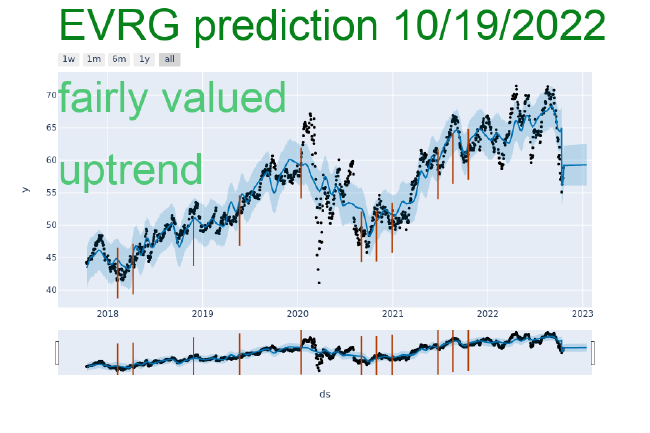 EVRG prediction 10/19/2022
1w 1m 6m 1y all
fairly valued
uptrend
y
70
65
60
55
50
45
40
2018 2019 2020 2021 2022 2023
ds